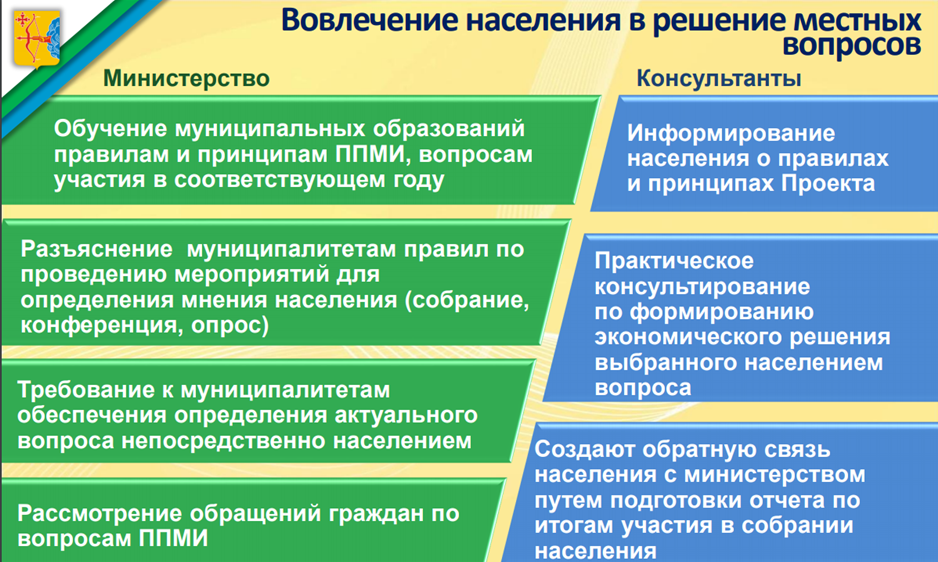 Вовлечение населения в решение местных
вопросов
Министерство
Обучение муниципальных образований
правилам и принципам ППМИ, вопросам
участия в соответствующем году
Разъяснение муниципалитетам правил по
проведению мероприятий для
определения мнения населения (собрание,
конференция, опрос)
Требование к муниципалитетам
обеспечения определения актуального
вопроса непосредственно населением
Рассмотрение обращений граждан по
вопросам ППМИ
Консультанты
Информирование
населения о правилах
и принципах Проекта
Практическое
консультирование
по формированию
экономического решения
выбранного населением
вопроса
Создают обратную связь
населения с министерством
путем подготовки отчета по
итогам участия в собрании
населения